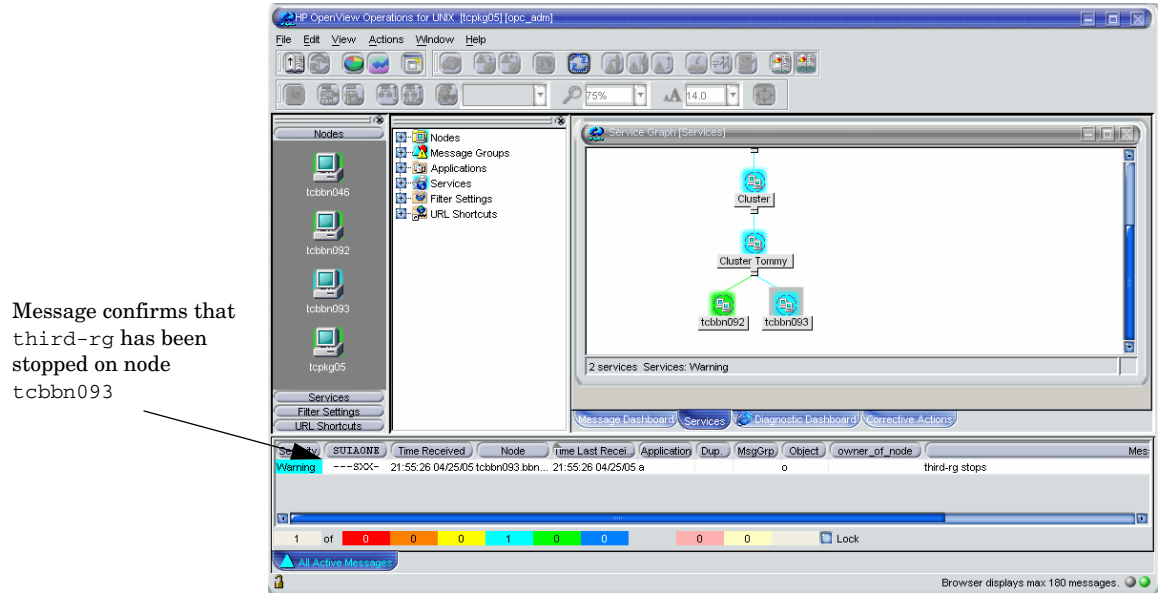 HP OpenView Operations for UNIX [tcpkg05] [opc_adm]
File Edit View Actions Window Help
75%
14.0
Nodes
tcbbn046
tcbbn092
tcbbn093
tcpkg05
Services
Filter Settings
URL Shortcuts
Nodes
Message Groups
Applications
Services
Filter Settings
URL Shortcuts
Service Graph [Services]
Cluster
Cluster Tommy
tcbbn092 tcbbn093
2 services Services: Warning
Message Dashboard Services Diagnostic Dashboard Corrective Actions
Message confirms that
third-rg has been
stopped on node
tcbbn093
SUIAONE Time Received Node Time Last Recei... Application Dup. MsgGrp Object owner_of_node Mes
Warning ---SXX- 21:55:26 04/25/05 tcbbn093.bbn... 21:55:26 04/25/05 a o third-rg stops
1 of 0 0 0 1 0 0 0 0 Lock
All Active Messages
Browser displays max 180 messages.